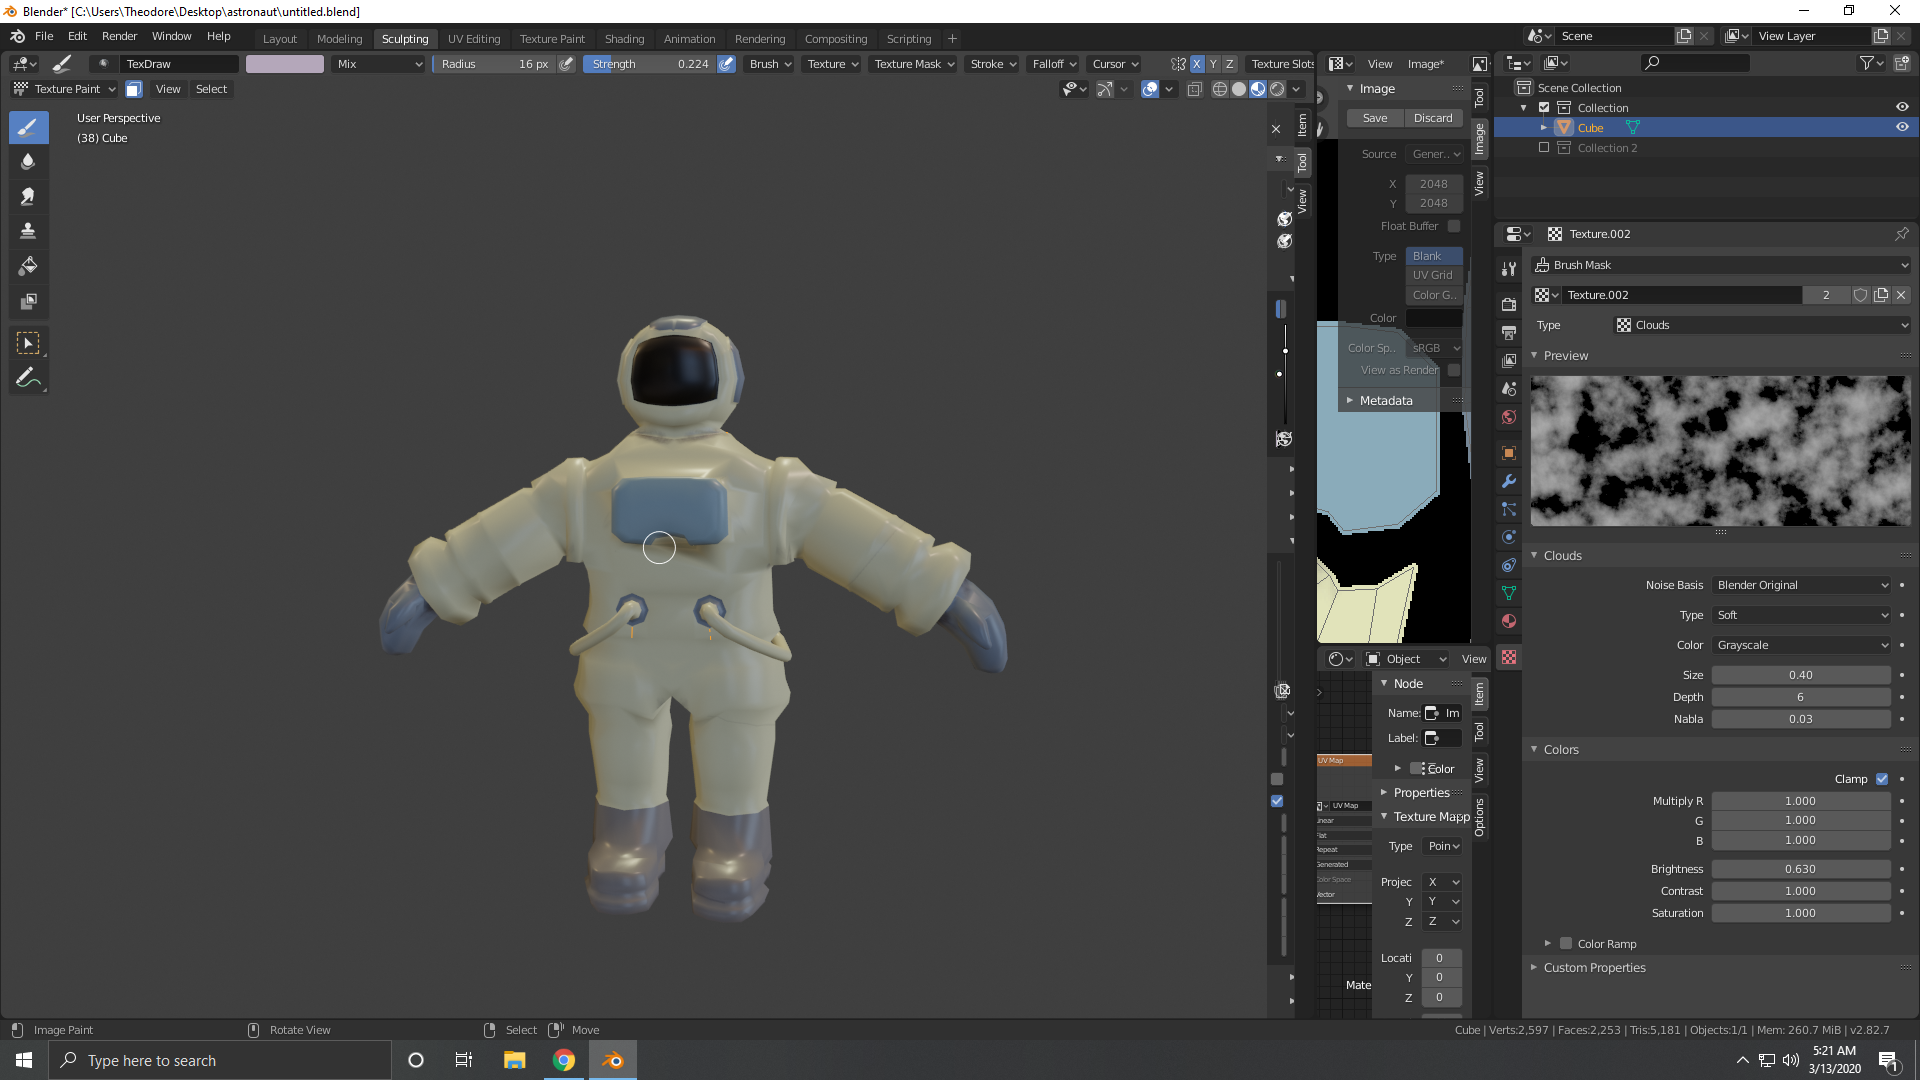 Blender* [C:\Users\Theodore\Desktop\astronaut\untitled.blend]
File Edit Render Window Help Layout Modeling Sculpting UV Editing Texture Paint Shading Animation Rendering Compositing Scripting + Scene View Layer
TexDraw Mix Radius 16 px Strength 0.224 Brush Texture Texture Mask Stroke Falloff Cursor X Y Z Texture Slots View Image*
Texture Paint View Select
User Perspective
(38) Cube
Item
Tool
View
Image
Save Discard
Source Gener..
X 2048
Y 2048
Float Buffer
Type Blank
UV Grid
Color G..
Color
Color Sp.. sRGB
View as Render
Metadata
Tool
Image
View
Scene Collection
Collection
Cube
Collection 2
Texture.002
Brush Mask
Texture.002 2
Type Clouds
Preview
Clouds
Noise Basis Blender Original
Type Soft
Color Grayscale
Size 0.40
Depth 6
Nabla 0.03
Colors
Clamp
Multiply R 1.000
G 1.000
B 1.000
Brightness 0.630
Contrast 1.000
Saturation 1.000
Color Ramp
Custom Properties
Object View
Node
Name: Im
Label:
Color
Properties
Texture Mapp
Type Poin
Projec X
Y Y
Z Z
Locati 0
Y 0
Z 0
Item
Tool
View
Options
UV Map
UV Map
Linear
Flat
Repeat
Generated
Color Space
Vector
Mate
Image Paint Rotate View Select Move Cube | Verts:2,597 | Faces:2,253 | Tris:5,181 | Objects:1/1 | Mem: 260.7 MiB | v2.82.7
Type here to search
5:21 AM
3/13/2020
1